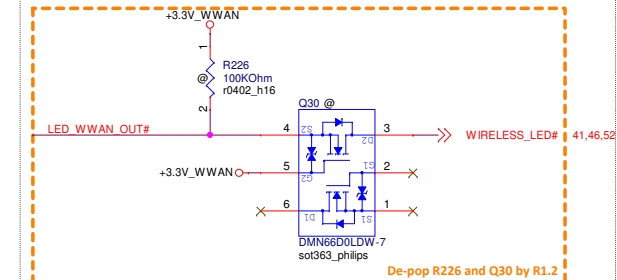 +3.3V_WWAN
1
R226
@ 100KOhm
r0402_h16
2
Q30 @
LED_WWAN_OUT# 4 S2 D2 3 WIRELESS_LED# 41,46,52
+3.3V_WWAN 5 G2 G1 2
6 D1 S1 1
DMN66D0LDW-7
sot363_philips
De-pop R226 and Q30 by R1.2